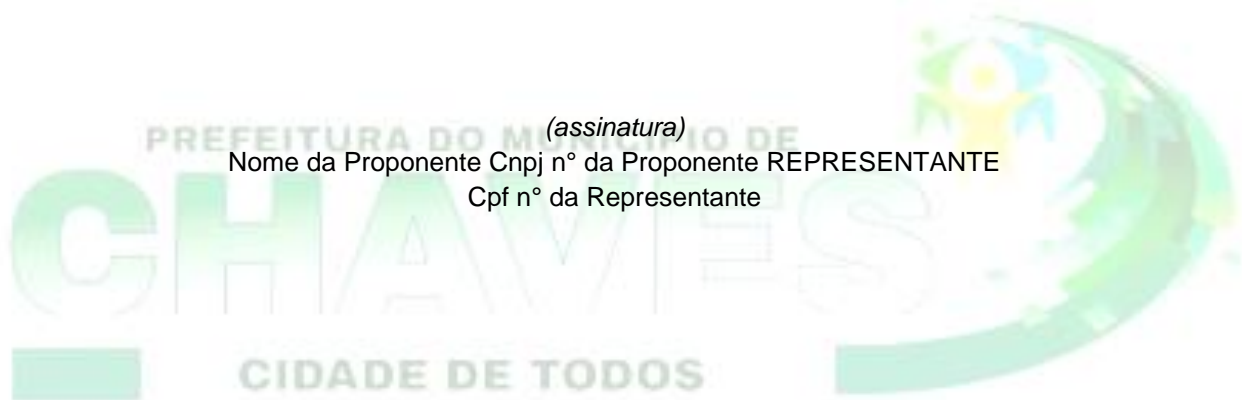 (assinatura)
PREFEITURA DO MUNICÍPIO DE
Nome da Proponente Cnpj n° da Proponente REPRESENTANTE
Cpf n° da Representante
CHAVES
CIDADE DE TODOS